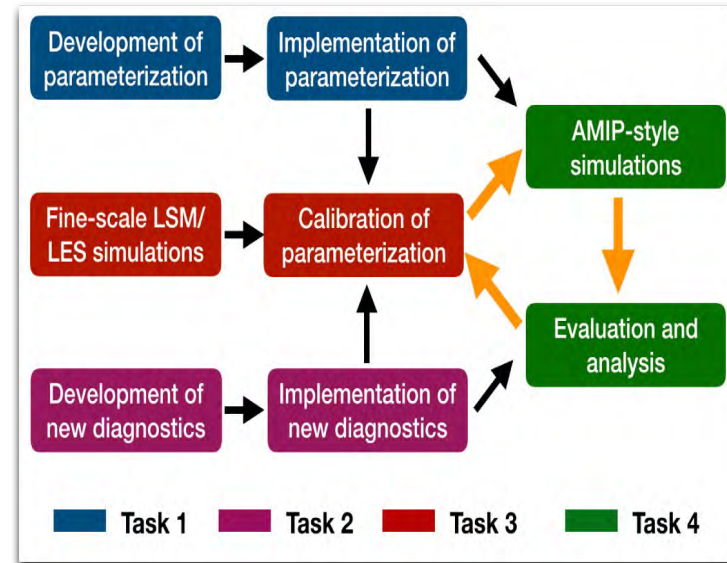 Development of
parameterization
Implementation of
parameterization
AMIP-style
simulations
Fine-scale LSM/
LES simulations
Calibration of
parameterization
Evaluation and
analysis
Development of
new diagnostics
Implementation of
new diagnostics
Task 1
Task 2
Task 3
Task 4